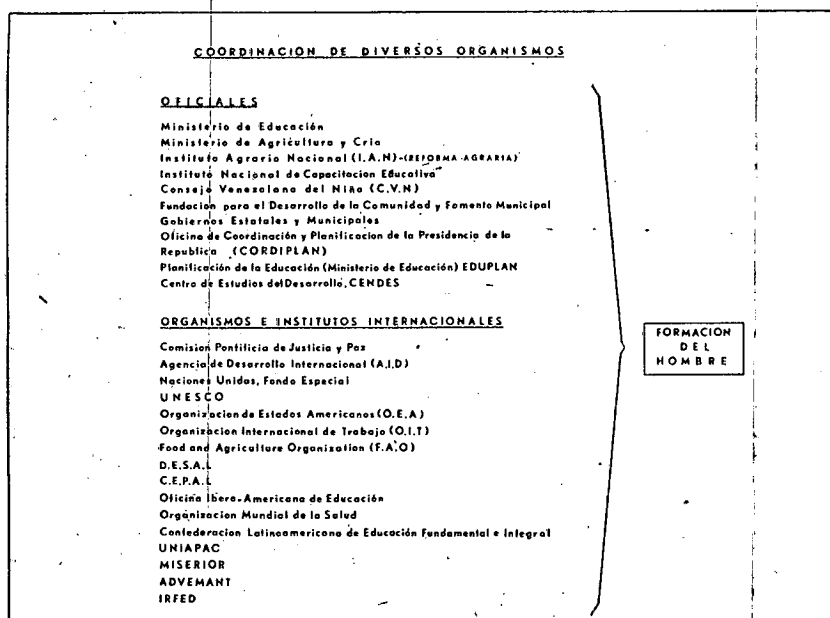 COORDINACION DE DIVERSOS ORGANISMOS
OFICIALES
Ministerio de Educación
Ministerio de Agricultura y Cria
Instituto Agrario Nacional (I.A.N)-(REFORMA-AGRARIA)
Instituto Nacional de Capacitacion Educativa
Consejo Venezolano del Niño (C.V.N)
Fundacion para el Desarrollo de la Comunidad y Fomento Municipal
Gobiernos Estatales y Municipales
Oficina de Coordinación y Planificacion de la Presidencia de la
Republica (CORDIPLAN)
Planificación de la Educación (Ministerio de Educación) EDUPLAN
Centro de Estudios del Desarrollo, CENDES
ORGANISMOS E INSTITUTOS INTERNACIONALES
Comision Pontificia de Justicia y Paz
Agencia de Desarrollo Internacional (A.I.D)
Naciones Unidas, Fondo Especial
UNESCO
Organizacion de Estados Americanos (O.E.A)
Organizacion Internacional de Trabajo (O.I.T)
Food and Agriculture Organization (F.A.O)
D.E.S.A.L
C.E.P.A.L
Oficina Ibero-Americana de Educación
Organizacion Mundial de la Salud
Confederacion Latinoamericana de Educación Fundamental e Integral
UNIAPAC
MISERIOR
ADVEMANT
IRFED
FORMACION
DEL
HOMBRE